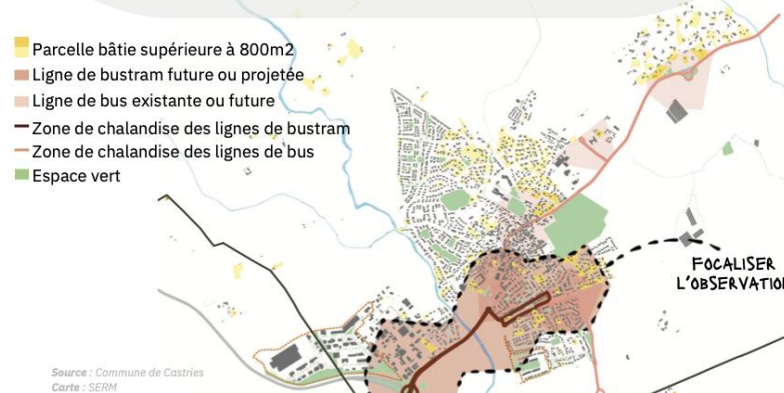 Parcelle bâtie supérieure à 800m2
Ligne de bustram future ou projetée
Ligne de bus existante ou future
Zone de chalandise des lignes de bustram
Zone de chalandise des lignes de bus
Espace vert
FOCALISER
L'OBSERVATION
Source : Commune de Castries
Carte : SERM